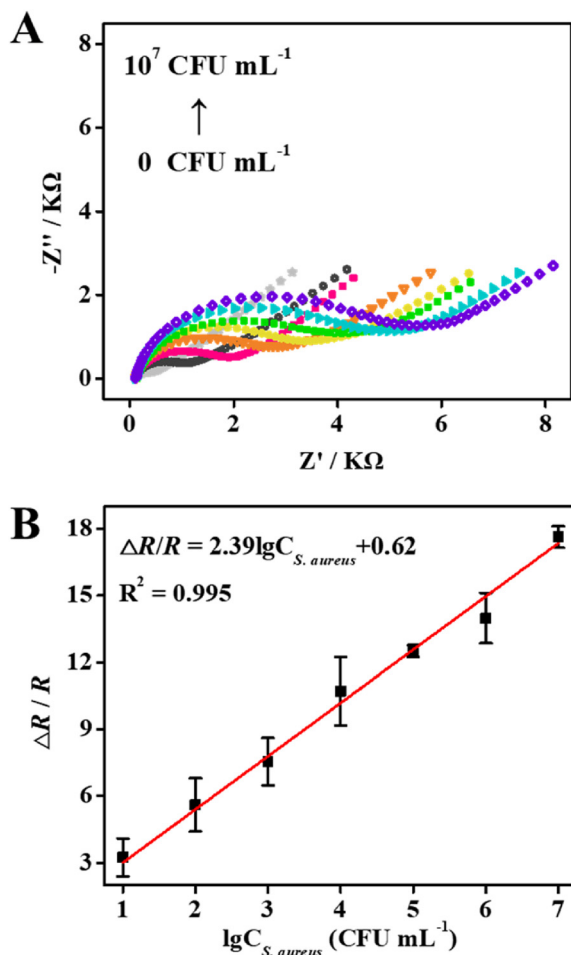 A
10⁷ CFU mL⁻¹
↑
0 CFU mL⁻¹
-Z'' / KΩ
8
6
4
2
0
0 2 4 6 8
Z' / KΩ
B
△R/R = 2.39lgC_S. aureus+0.62
R² = 0.995
△R / R
18
15
12
9
6
3
1 2 3 4 5 6 7
lgC_S. aureus (CFU mL⁻¹)